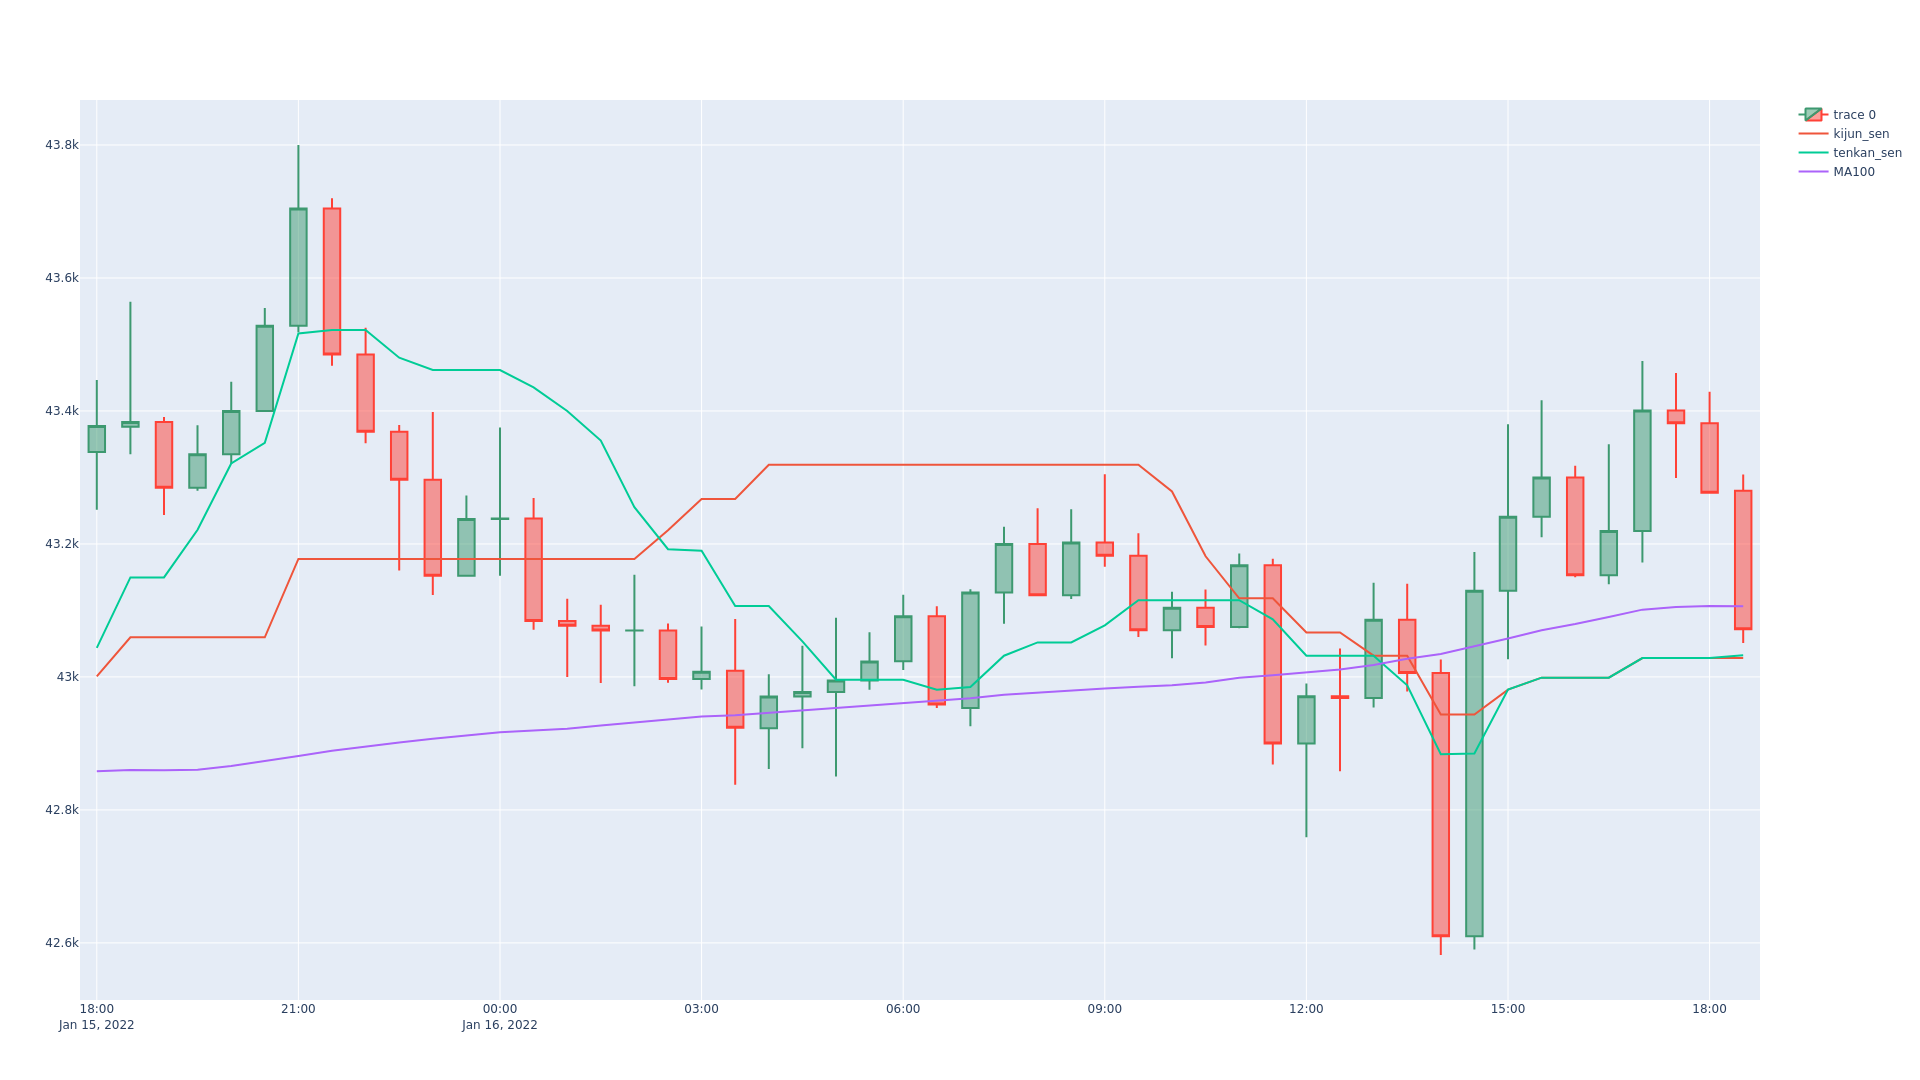 trace 0
kijun_sen
tenkan_sen
MA100
43.8k
43.6k
43.4k
43.2k
43k
42.8k
42.6k
18:00 21:00 00:00 03:00 06:00 09:00 12:00 15:00 18:00
Jan 15, 2022 Jan 16, 2022